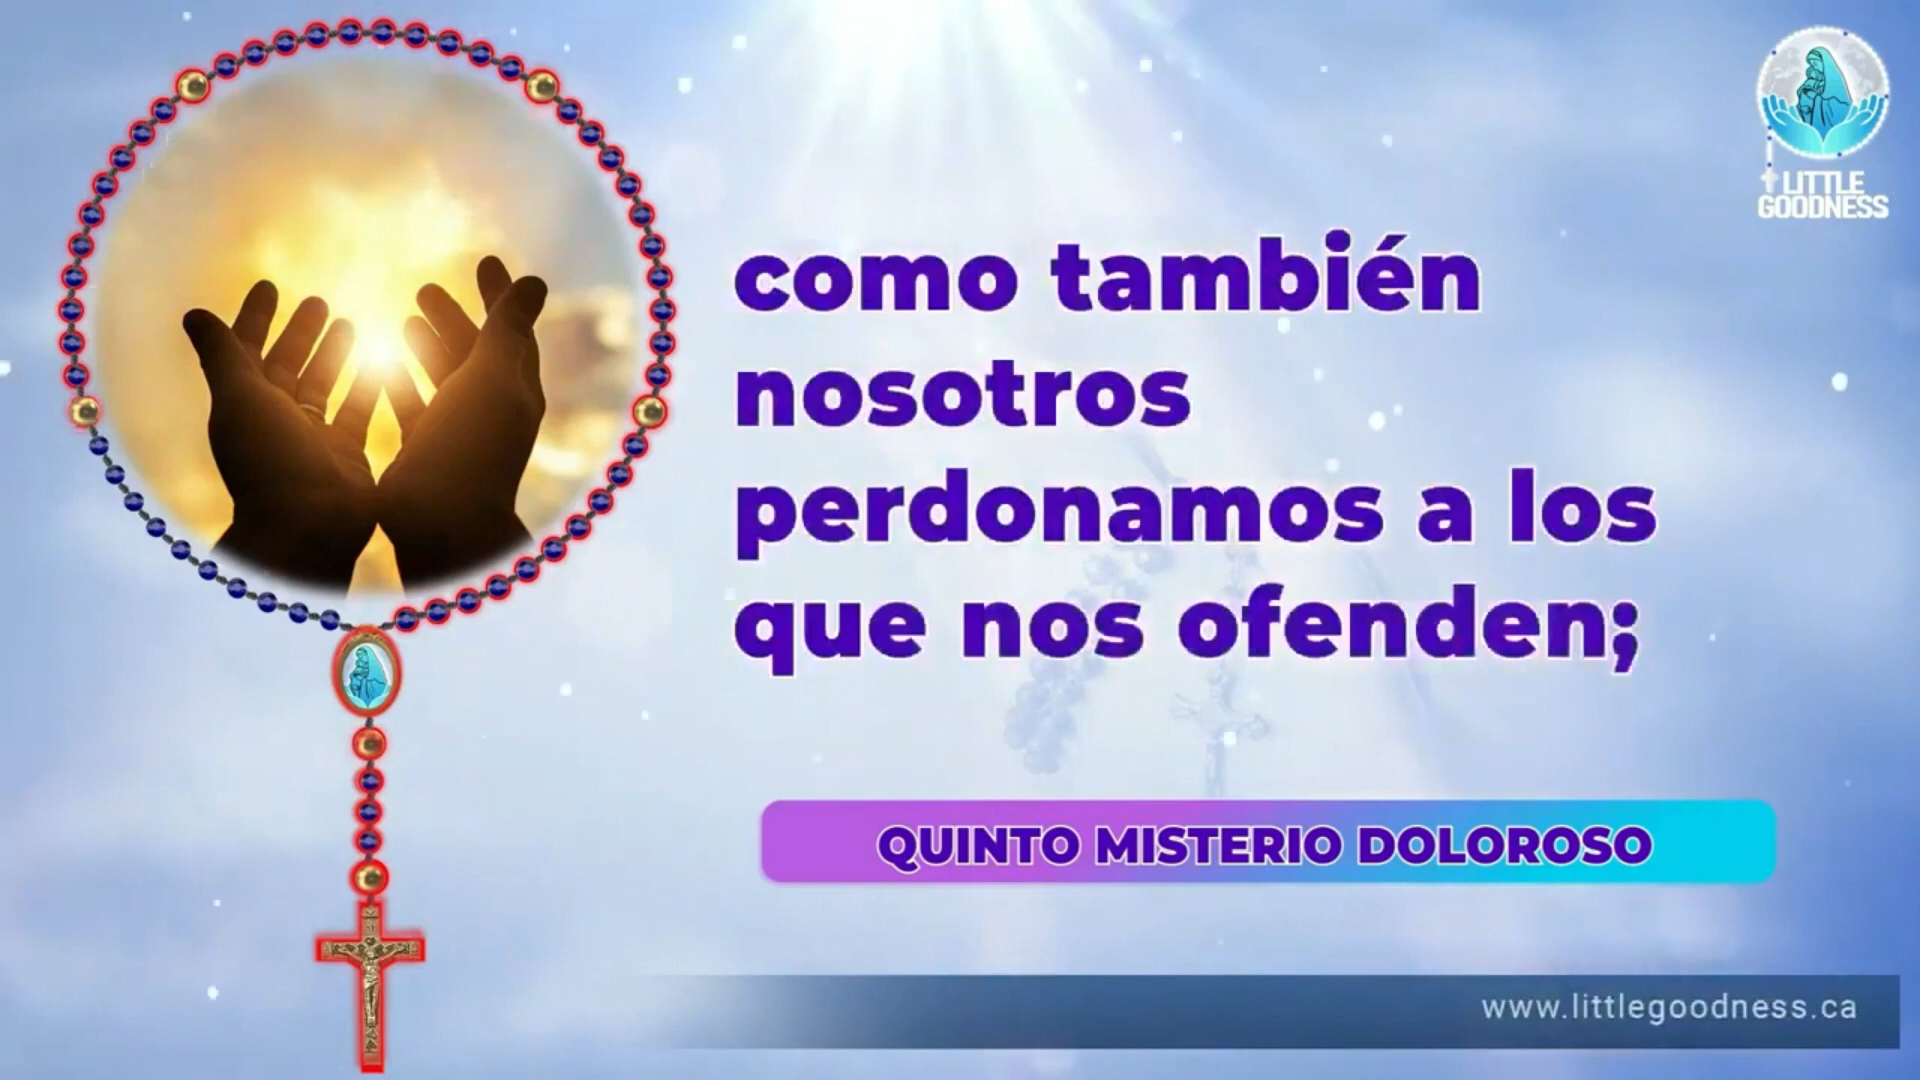 LITTLE
GOODNESS
como también
nosotros
perdonamos a los
que nos ofenden;
QUINTO MISTERIO DOLOROSO
www.littlegoodness.ca